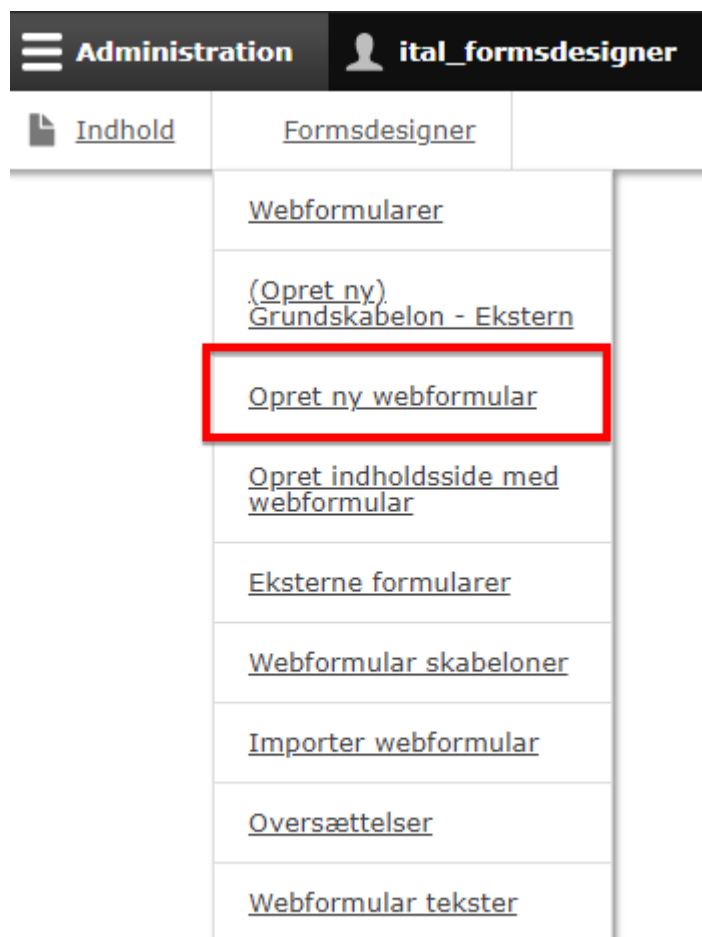 Administration ital_formsdesigner
Indhold Formsdesigner
Webformularer
(Opret ny)
Grundskabelon - Ekstern
Opret ny webformular
Opret indholdsside med
webformular
Eksterne formularer
Webformular skabeloner
Importer webformular
Oversættelser
Webformular tekster